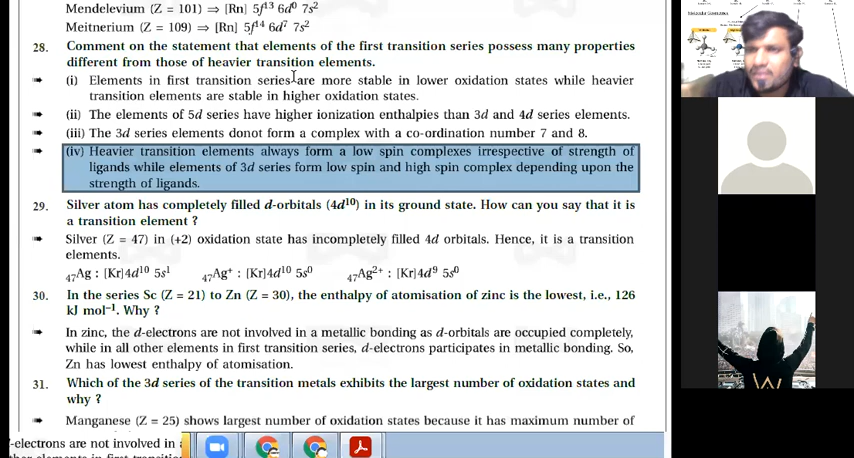 Mendelevium (Z = 101) ⇒ [Rn] 5f¹³ 6d⁰ 7s²
Meitnerium (Z = 109) ⇒ [Rn] 5f¹⁴ 6d⁷ 7s²
28. Comment on the statement that elements of the first transition series possess many properties
different from those of heavier transition elements.
(i) Elements in first transition series are more stable in lower oxidation states while heavier
transition elements are stable in higher oxidation states.
(ii) The elements of 5d series have higher ionization enthalpies than 3d and 4d series elements.
(iii) The 3d series elements donot form a complex with a co-ordination number 7 and 8.
(iv) Heavier transition elements always form a low spin complexes irrespective of strength of
ligands while elements of 3d series form low spin and high spin complex depending upon the
strength of ligands.
29. Silver atom has completely filled d-orbitals (4d¹⁰) in its ground state. How can you say that it is
a transition element ?
Silver (Z = 47) in (+2) oxidation state has incompletely filled 4d orbitals. Hence, it is a transition
elements.
₄₇Ag : [Kr]4d¹⁰ 5s¹ ₄₇Ag⁺ : [Kr]4d¹⁰ 5s⁰ ₄₇Ag²⁺ : [Kr]4d⁹ 5s⁰
30. In the series Sc (Z = 21) to Zn (Z = 30), the enthalpy of atomisation of zinc is the lowest, i.e., 126
kJ mol⁻¹. Why ?
In zinc, the d-electrons are not involved in a metallic bonding as d-orbitals are occupied completely,
while in all other elements in first transition series, d-electrons participates in metallic bonding. So,
Zn has lowest enthalpy of atomisation.
31. Which of the 3d series of the transition metals exhibits the largest number of oxidation states and
why ?
Manganese (Z = 25) shows largest number of oxidation states because it has maximum number of
-electrons are not involved in